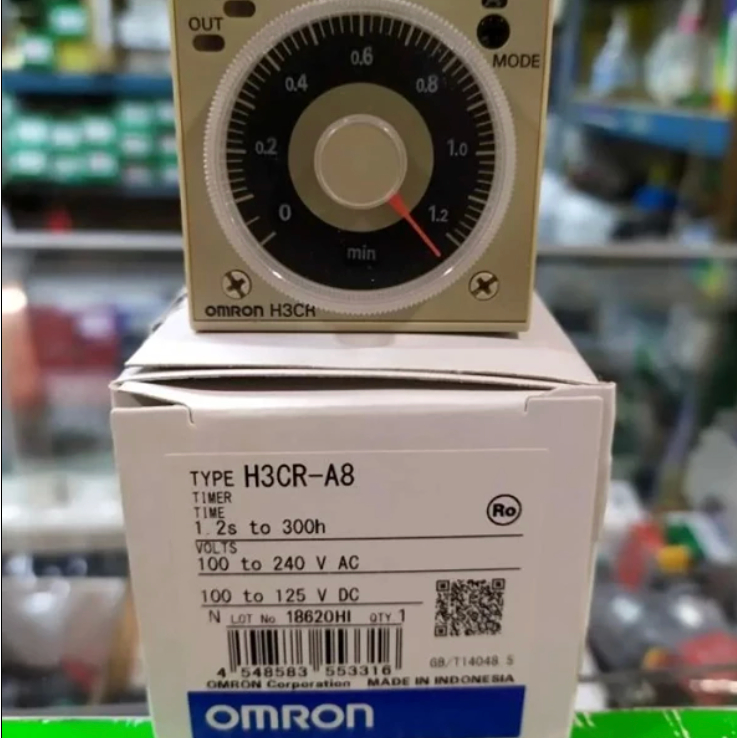 OUT
MODE
0.6
0.4
0.8
0.2
1.0
0
1.2
min
OMRON H3CR
TYPE H3CR-A8
TIMER
TIME
1.2s to 300h
Ro
VOLTS
100 to 240 V AC
100 to 125 V DC
N LOT No 18620HI QTY 1
4 548583 553316
GB/T14048.5
OMRON Corporation MADE IN INDONESIA
OMRON